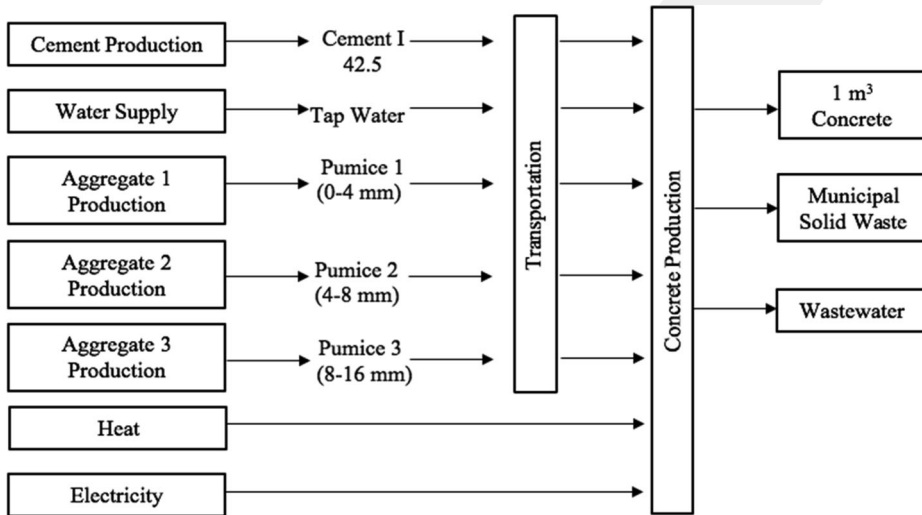 Cement Production
Cement I
42.5
Water Supply
Tap Water
Aggregate 1
Production
Pumice 1
(0-4 mm)
Aggregate 2
Production
Pumice 2
(4-8 mm)
Aggregate 3
Production
Pumice 3
(8-16 mm)
Heat
Electricity
Transportation
Concrete Production
1 m³
Concrete
Municipal
Solid Waste
Wastewater